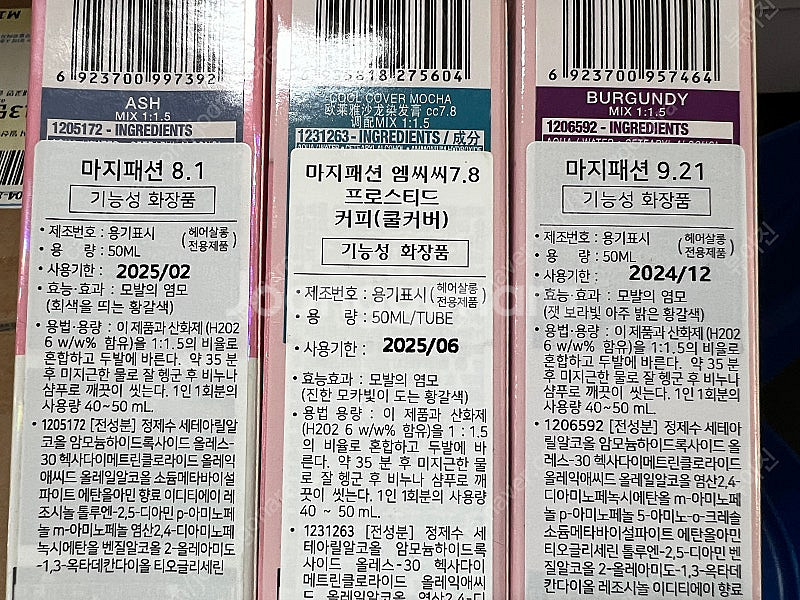 6 923700 997392
ASH
MIX 1:1.5
1205172 - INGREDIENTS
마지패션 8.1
기능성 화장품
• 제조번호 : 용기표시 (헤어살롱 전용제품)
• 용 량 : 50ML
• 사용기한 : 2025/02
• 효능·효과 : 모발의 염모
(회색을 띄는 황갈색)
• 용법·용량 : 이 제품과 산화제 (H2O2
6 w/w% 함유)을 1:1.5의 비율로
혼합하고 두발에 바른다. 약 35 분
후 미지근한 물로 잘 헹군 후 비누나
샴푸로 깨끗이 씻는다. 1인 1회분의
사용량 40~50 mL.
• 1205172 [전성분] 정제수 세테아릴알
코올 암모늄하이드록사이드 올레스-
30 헥사다이메트린클로라이드 올레익
애씨드 올레일알코올 소듐메타바이설
파이트 에탄올아민 향료 이디티에이 레
조시놀 톨루엔-2,5-디아민 p-아미노페
놀 m-아미노페놀 염산2,4-디아미노페
녹시에탄올 벤질알코올 2-올레아미도
-1,3-옥타데칸다이올 티오글리세린
275604
COOL COVER MOCHA
欧莱雅沙龙染发膏 cc7.8
调配MIX 1:1.5
1231263 - INGREDIENTS / 成分
마지패션 엠씨씨7.8
프로스티드
커피(쿨커버)
기능성 화장품
• 제조번호 : 용기표시 (헤어살롱 전용제품)
• 용 량 : 50ML/TUBE
• 사용기한 : 2025/06
• 효능효과 : 모발의 염모
(진한 모카빛이 도는 황갈색)
• 용법 용량 : 이 제품과 산화제
(H2O2 6 w/w% 함유)을 1 : 1.5
의 비율로 혼합하고 두발에 바
른다. 약 35 분 후 미지근한 물
로 잘 헹군 후 비누나 샴푸로 깨
끗이 씻는다. 1인 1회분의 사용량
40 ~ 50 mL.
• 1231263 [전성분] 정제수 세
테아릴알코올 암모늄하이드록
사이드 올레스-30 헥사다이
메트린클로라이드 올레익애씨
드 올레일알코올 염산2,4-디
6 923700 957464
BURGUNDY
MIX 1:1.5
1206592 - INGREDIENTS
AQUA / WATER · CETEARYL ALCOHOL
마지패션 9.21
기능성 화장품
• 제조번호 : 용기표시 (헤어살롱 전용제품)
• 용 량 : 50ML
• 사용기한 : 2024/12
• 효능·효과 : 모발의 염모
(잿 보라빛 아주 밝은 황갈색)
• 용법·용량 : 이 제품과 산화제 (H2O2
6 w/w% 함유)을 1:1.5의 비율로
혼합하고 두발에 바른다. 약 35 분
후 미지근한 물로 잘 헹군 후 비누나
샴푸로 깨끗이 씻는다. 1인 1회분의
사용량 40~50 mL.
• 1206592 [전성분] 정제수 세테아
릴알코올 암모늄하이드록사이드 올
레스-30 헥사다이메트린클로라이드
올레익애씨드 올레일알코올 염산2,4-
디아미노페녹시에탄올 m-아미노페
놀 p-아미노페놀 5-아미노-o-크레솔
소듐메타바이설파이트 에탄올아민
티오글리세린 톨루엔-2,5-디아민 벤
질알코올 2-올레아미도-1,3-옥타데
칸다이올 레조시놀 이디티에이 향료